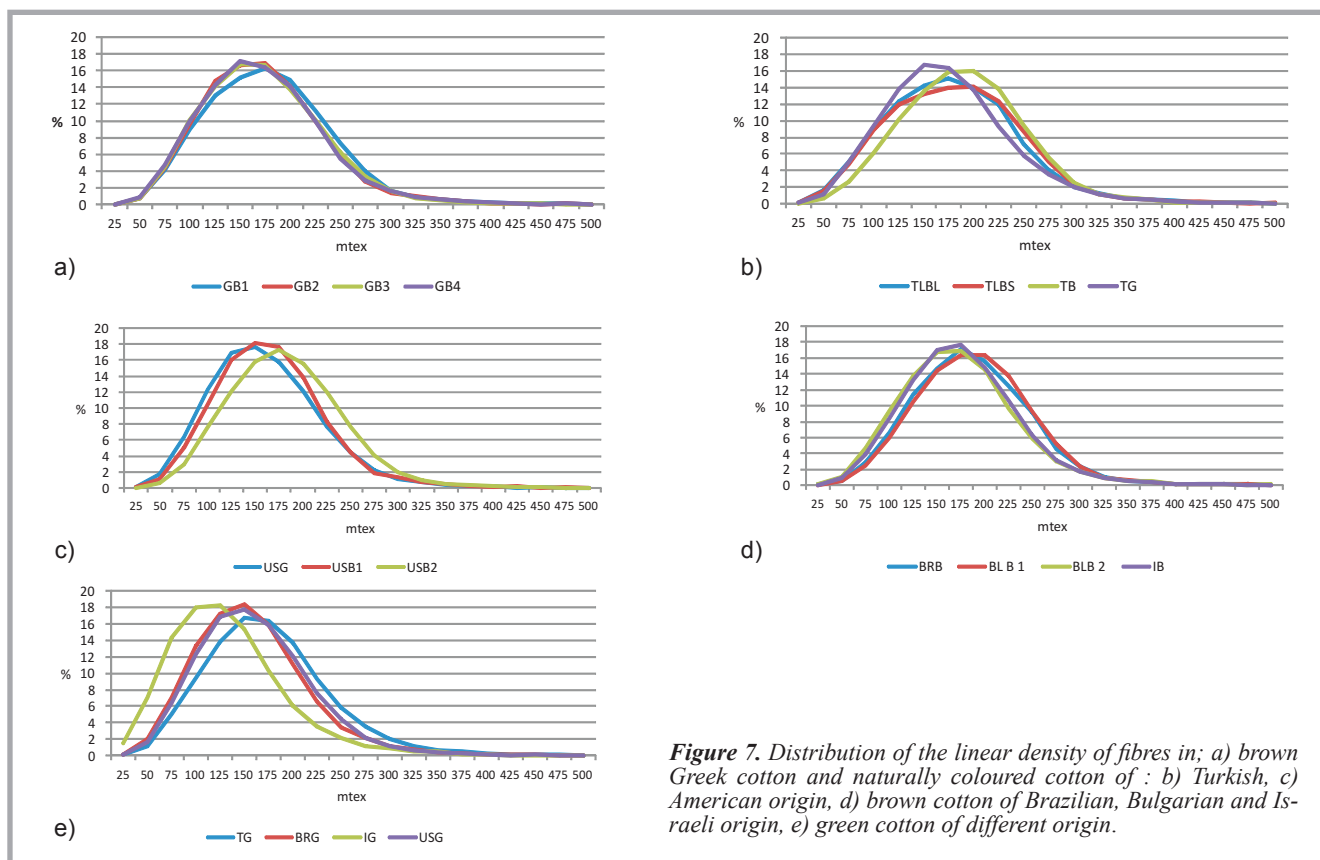 20
18
16
14
12
10
%
8
6
4
2
0
25 50 75 100 125 150 175 200 225 250 275 300 325 350 375 400 425 450 475 500
mtex
a)
GB1 GB2 GB3 GB4
20
18
16
14
12
10
%
8
6
4
2
0
25 50 75 100 125 150 175 200 225 250 275 300 325 350 375 400 425 450 475 500
mtex
b)
TLBL TLBS TB TG
20
18
16
14
12
10
%
8
6
4
2
0
25 50 75 100 125 150 175 200 225 250 275 300 325 350 375 400 425 450 475 500
mtex
c)
USG USB1 USB2
20
18
16
14
12
10
%
8
6
4
2
0
25 50 75 100 125 150 175 200 225 250 275 300 325 350 375 400 425 450 475 500
mtex
d)
BRB BL B 1 BLB 2 IB
20
18
16
14
12
%
10
8
6
4
2
0
25 50 75 100 125 150 175 200 225 250 275 300 325 350 375 400 425 450 475 500
mtex
e)
TG BRG IG USG
Figure 7. Distribution of the linear density of fibres in; a) brown
Greek cotton and naturally coloured cotton of : b) Turkish, c)
American origin, d) brown cotton of Brazilian, Bulgarian and Is-
raeli origin, e) green cotton of different origin.